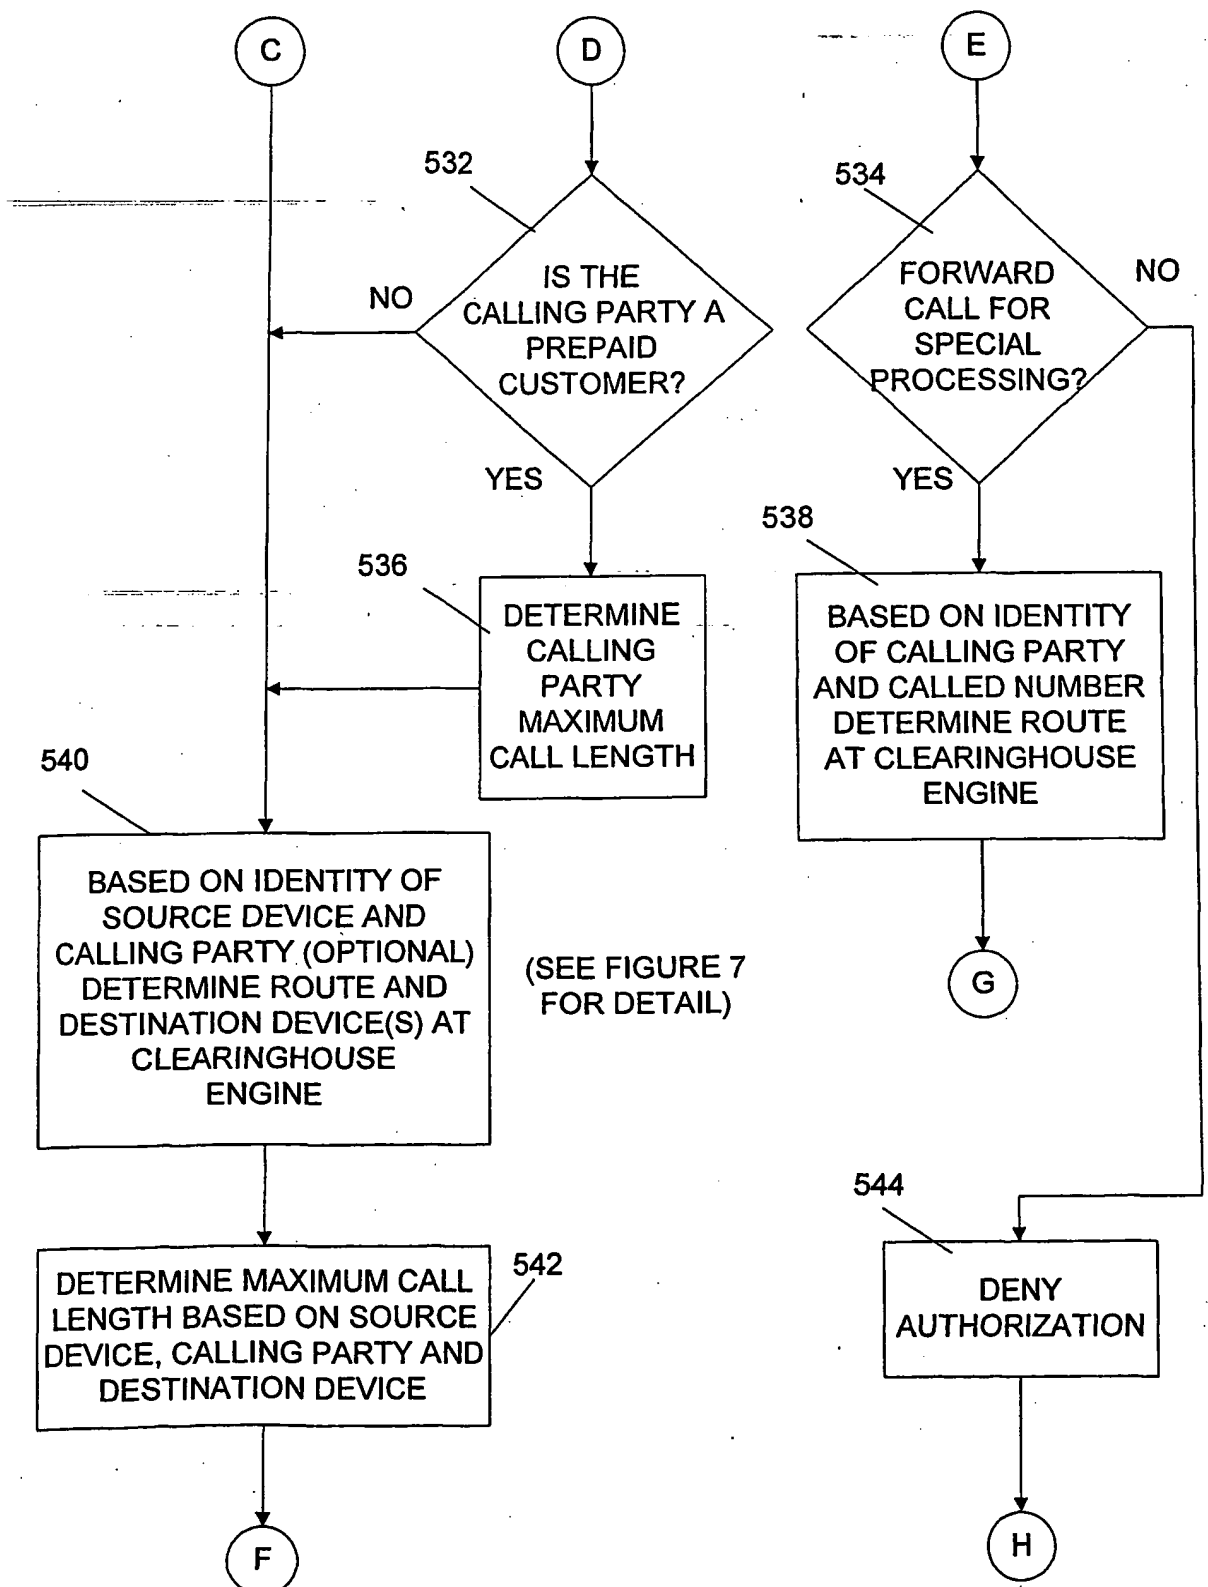 C
D
E
532
534
IS THE
CALLING PARTY A
PREPAID
CUSTOMER?
NO
YES
FORWARD
CALL FOR
SPECIAL
PROCESSING?
NO
YES
536
538
DETERMINE
CALLING
PARTY
MAXIMUM
CALL LENGTH
BASED ON IDENTITY
OF CALLING PARTY
AND CALLED NUMBER
DETERMINE ROUTE
AT CLEARINGHOUSE
ENGINE
540
BASED ON IDENTITY OF
SOURCE DEVICE AND
CALLING PARTY (OPTIONAL)
DETERMINE ROUTE AND
DESTINATION DEVICE(S) AT
CLEARINGHOUSE
ENGINE
(SEE FIGURE 7
FOR DETAIL)
G
544
542
DETERMINE MAXIMUM CALL
LENGTH BASED ON SOURCE
DEVICE, CALLING PARTY AND
DESTINATION DEVICE
DENY
AUTHORIZATION
F
H